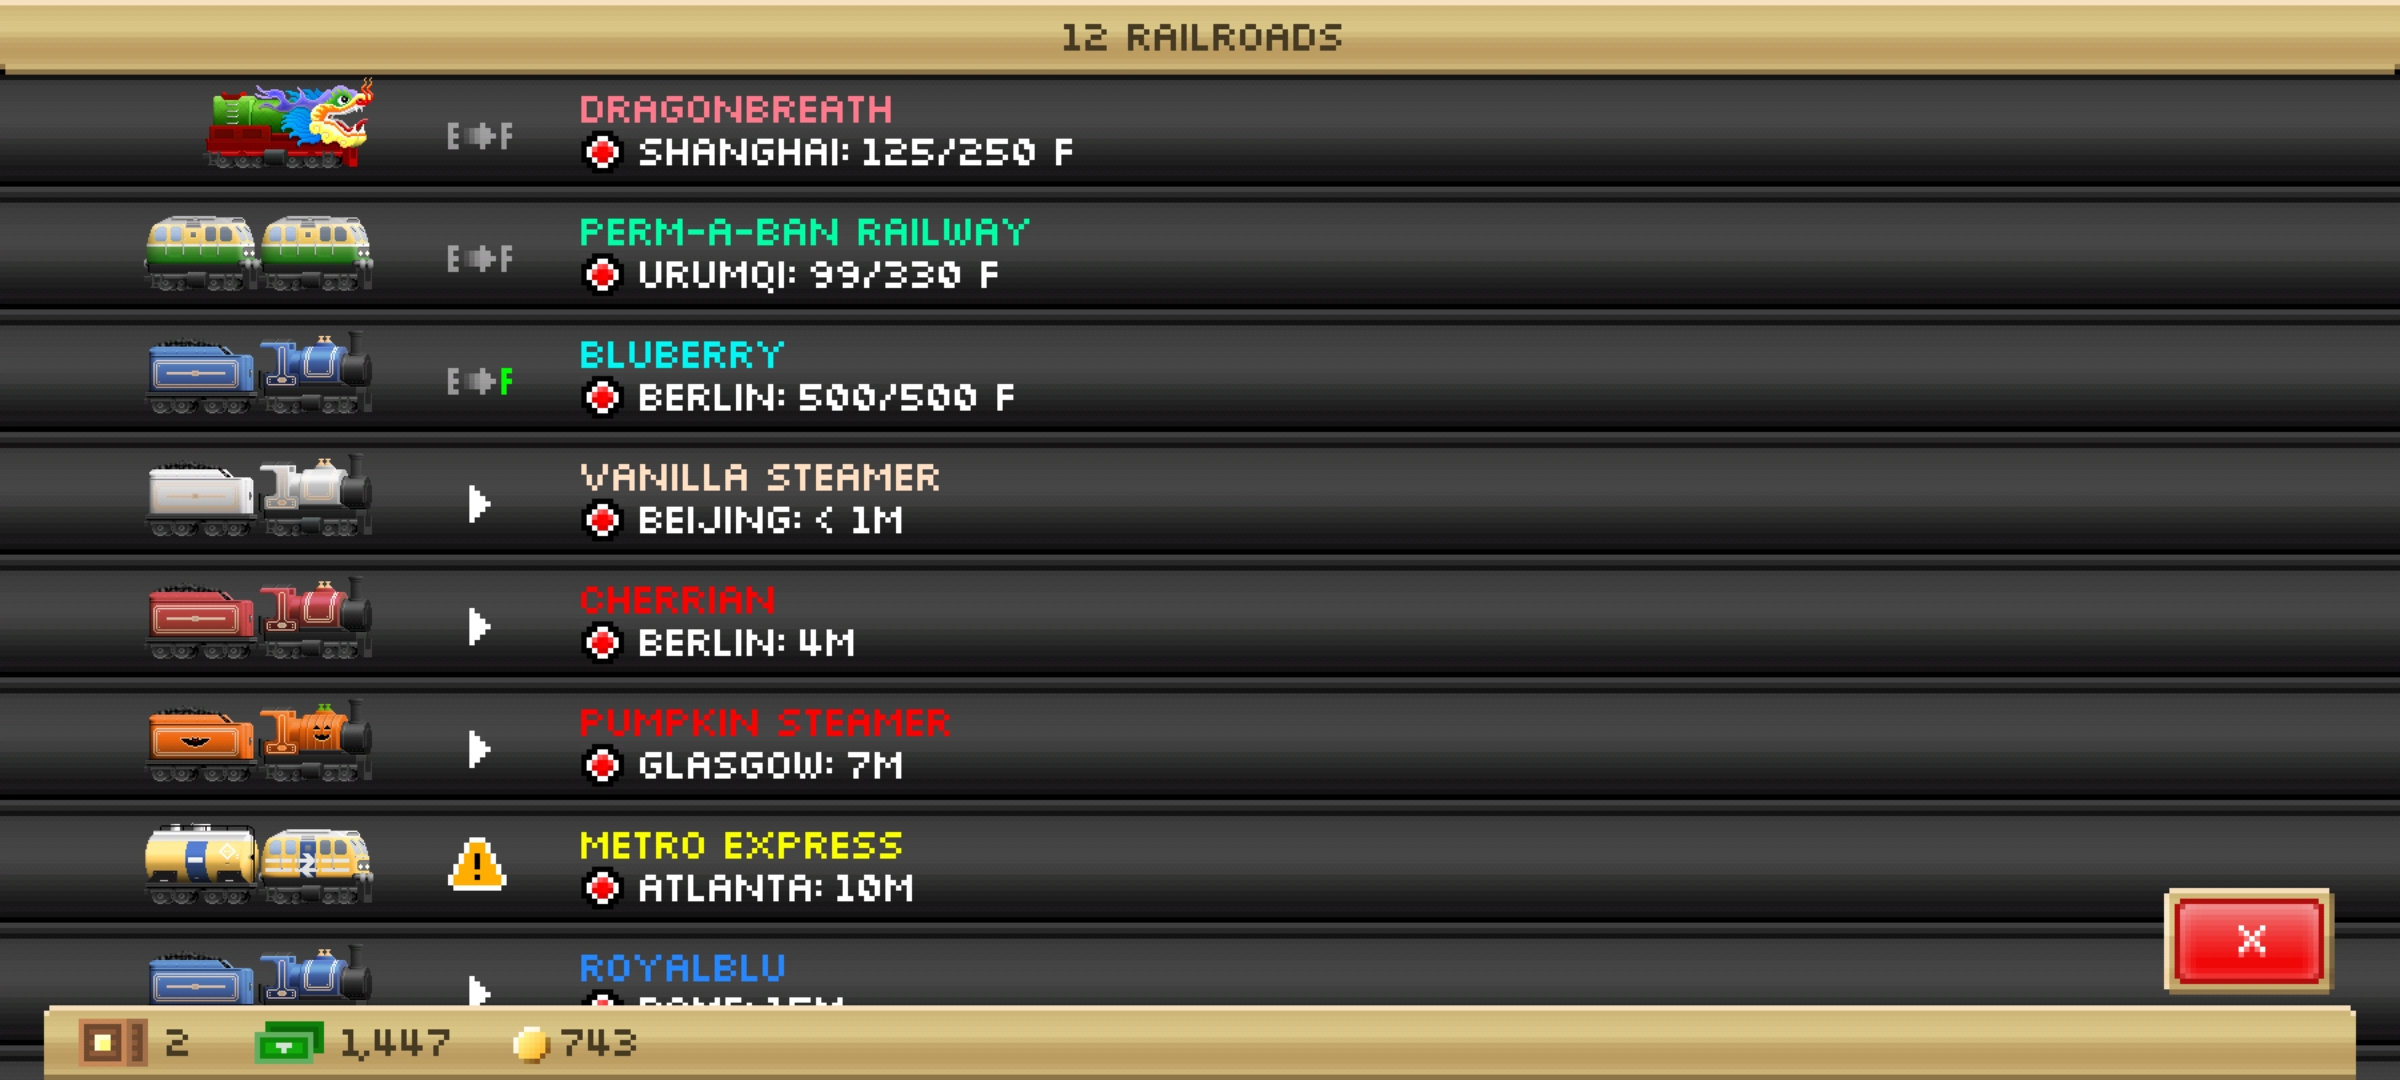 12 RAILROADS
DRAGONBREATH
E F
SHANGHAI: 125/250 F
PERM-A-BAN RAILWAY
E F
URUMQI: 99/330 F
BLUBERRY
E F
BERLIN: 500/500 F
VANILLA STEAMER
BEIJING: < 1M
CHERRIAN
BERLIN: 4M
PUMPKIN STEAMER
GLASGOW: 7M
METRO EXPRESS
ATLANTA: 10M
ROYALBLU
X
2 1,447 743